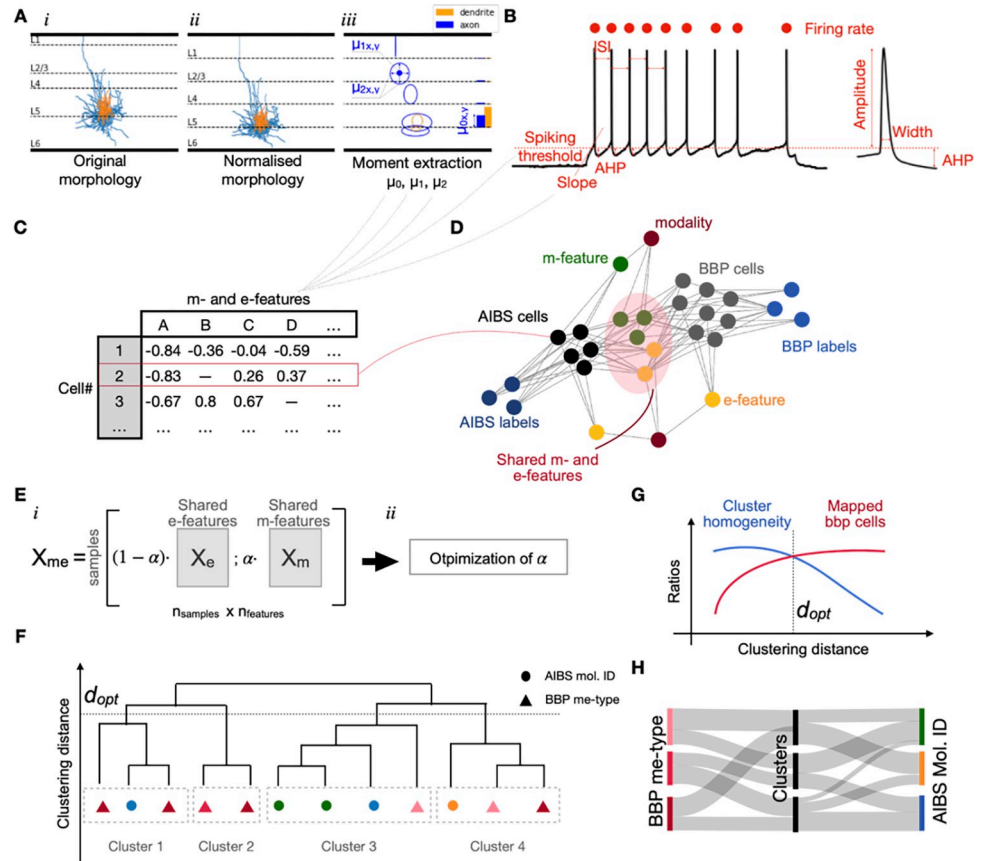 A
i
ii
iii
dendrite
axon
L1
L2/3
L4
L5
L6
Original
morphology
L1
L2/3
L4
L5
L6
Normalised
morphology
μ1x,y
μ2x,y
μ0x,y
Moment extraction
μ0, μ1, μ2
B
Firing rate
ISI
Spiking
threshold
AHP
Slope
Amplitude
Width
AHP
C
m- and e-features
A B C D ...
1 -0.84 -0.36 -0.04 -0.59 ...
Cell# 2 -0.83 — 0.26 0.37 ...
3 -0.67 0.8 0.67 — ...
... ... ... ... ...
D
modality
m-feature
BBP cells
AIBS cells
BBP labels
AIBS labels
e-feature
Shared m- and
e-features
E
i
ii
Shared
e-features
Shared
m-features
Xme = samples (1 − α)· Xe ; α· Xm
nsamples x nfeatures
Otpimization of α
G
Cluster
homogeneity
Mapped
bbp cells
Ratios
dopt
Clustering distance
F
Clustering distance
dopt
AIBS mol. ID
BBP me-type
Cluster 1
Cluster 2
Cluster 3
Cluster 4
H
BBP me-type
Clusters
AIBS Mol. ID